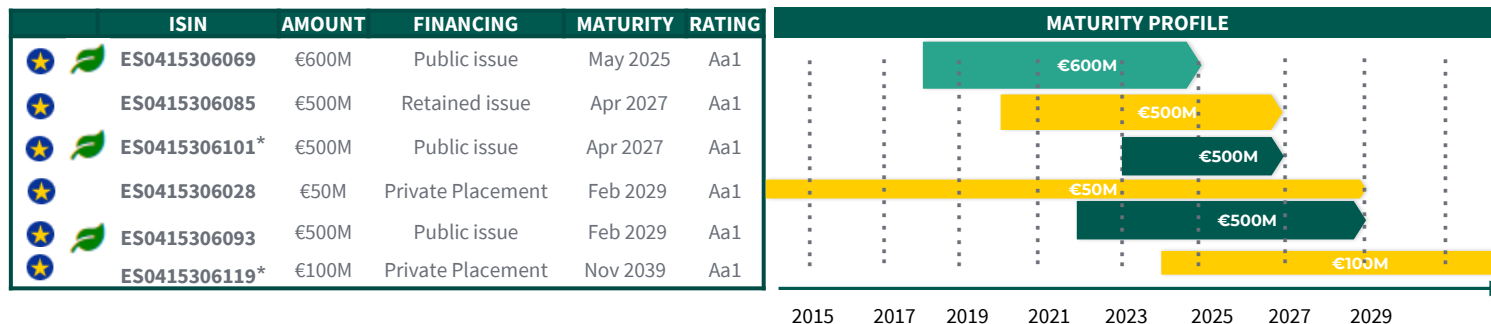 ISIN AMOUNT FINANCING MATURITY RATING
ES0415306069 €600M Public issue May 2025 Aa1
ES0415306085 €500M Retained issue Apr 2027 Aa1
ES0415306101* €500M Public issue Apr 2027 Aa1
ES0415306028 €50M Private Placement Feb 2029 Aa1
ES0415306093 €500M Public issue Feb 2029 Aa1
ES0415306119* €100M Private Placement Nov 2039 Aa1
MATURITY PROFILE
€600M
€500M
€500M
€50M
€500M
€100M
2015 2017 2019 2021 2023 2025 2027 2029